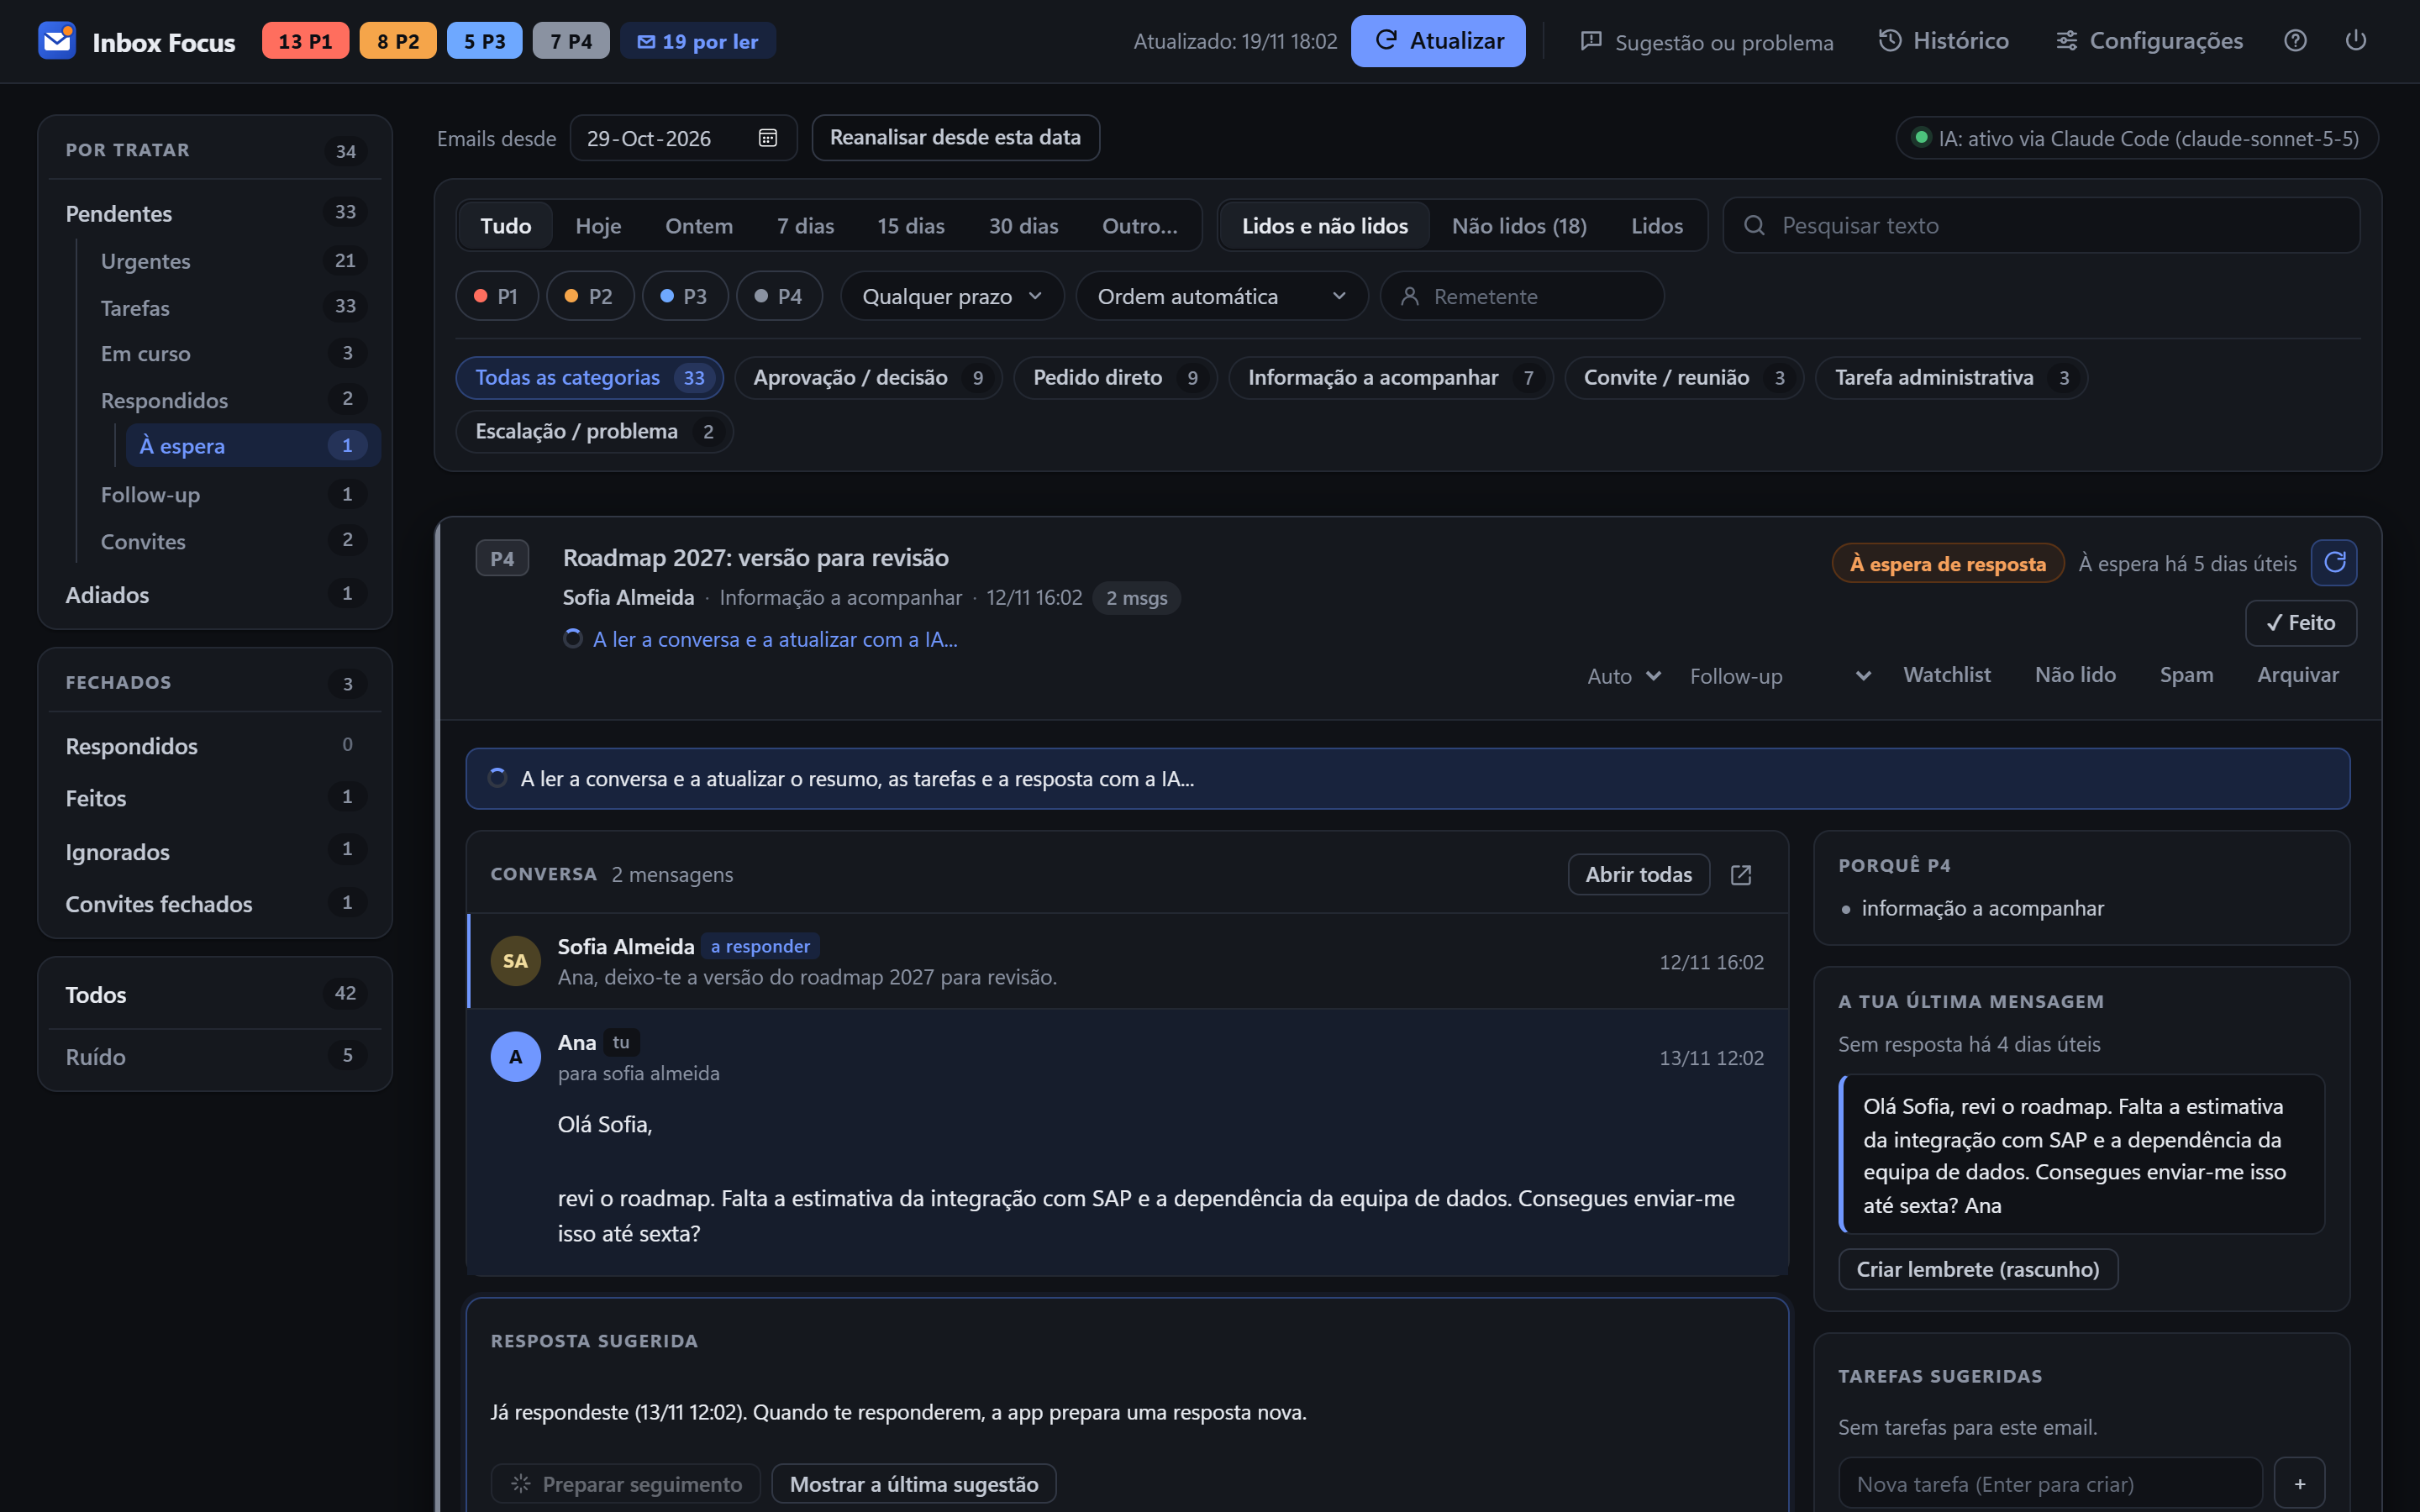 Inbox Focus
13 P1
8 P2
5 P3
7 P4
19 por ler
Atualizado: 19/11 18:02
Atualizar
Sugestão ou problema
Histórico
Configurações
POR TRATAR 34
Pendentes 33
Urgentes 21
Tarefas 33
Em curso 3
Respondidos 2
À espera 1
Follow-up 1
Convites 2
Adiados 1
FECHADOS 3
Respondidos 0
Feitos 1
Ignorados 1
Convites fechados 1
Todos 42
Ruído 5
Emails desde
29-Oct-2026
Reanalisar desde esta data
IA: ativo via Claude Code (claude-sonnet-5-5)
Tudo
Hoje
Ontem
7 dias
15 dias
30 dias
Outro...
Lidos e não lidos
Não lidos (18)
Lidos
Pesquisar texto
P1
P2
P3
P4
Qualquer prazo
Ordem automática
Remetente
Todas as categorias 33
Aprovação / decisão 9
Pedido direto 9
Informação a acompanhar 7
Convite / reunião 3
Tarefa administrativa 3
Escalação / problema 2
P4
Roadmap 2027: versão para revisão
Sofia Almeida · Informação a acompanhar · 12/11 16:02 2 msgs
A ler a conversa e a atualizar com a IA...
À espera de resposta
À espera há 5 dias úteis
✓ Feito
Auto
Follow-up
Watchlist
Não lido
Spam
Arquivar
A ler a conversa e a atualizar o resumo, as tarefas e a resposta com a IA...
CONVERSA 2 mensagens
Abrir todas
SA
Sofia Almeida a responder
Ana, deixo-te a versão do roadmap 2027 para revisão.
12/11 16:02
A
Ana tu
para sofia almeida
13/11 12:02
Olá Sofia,
revi o roadmap. Falta a estimativa da integração com SAP e a dependência da equipa de dados. Consegues enviar-me
isso até sexta?
RESPOSTA SUGERIDA
Já respondeste (13/11 12:02). Quando te responderem, a app prepara uma resposta nova.
Preparar seguimento
Mostrar a última sugestão
PORQUÊ P4
informação a acompanhar
A TUA ÚLTIMA MENSAGEM
Sem resposta há 4 dias úteis
Olá Sofia, revi o roadmap. Falta a estimativa
da integração com SAP e a dependência da
equipa de dados. Consegues enviar-me isso
até sexta? Ana
Criar lembrete (rascunho)
TAREFAS SUGERIDAS
Sem tarefas para este email.
Nova tarefa (Enter para criar)
+